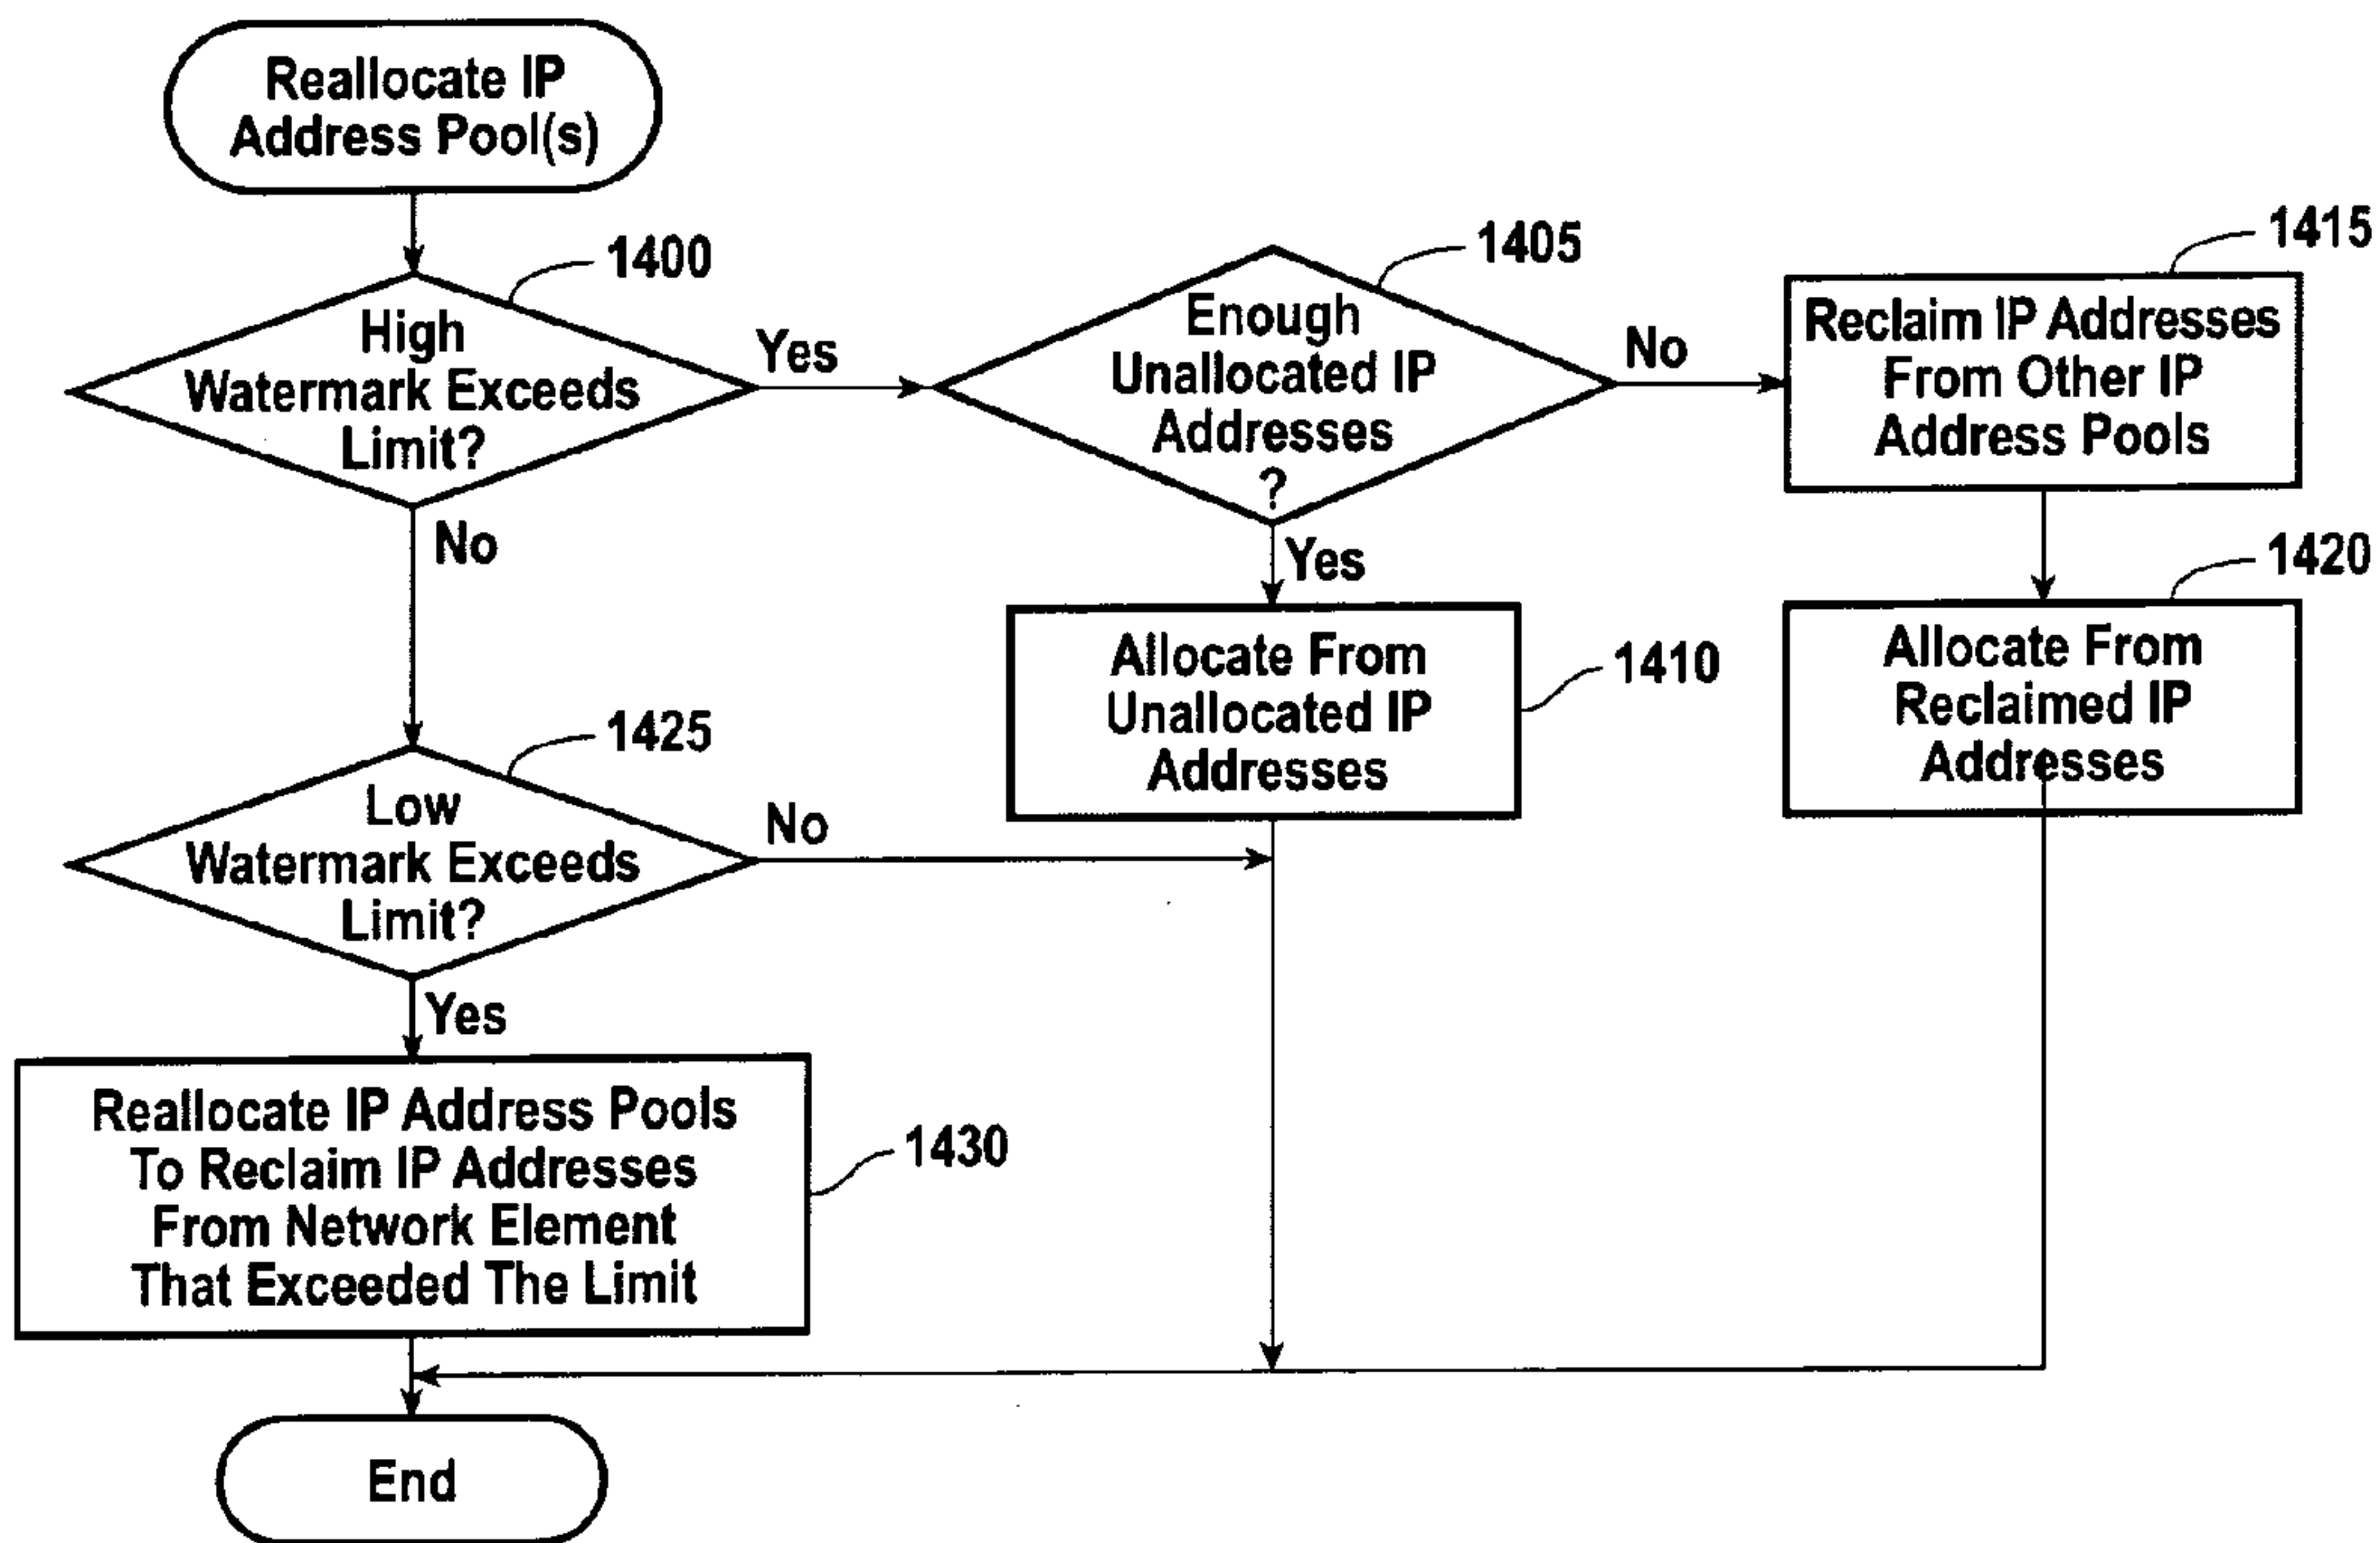 Reallocate IP
Address Pool(s)
1400
High
Watermark Exceeds
Limit?
Yes
No
1405
Enough
Unallocated IP
Addresses
?
No
Yes
1415
Reclaim IP Addresses
From Other IP
Address Pools
1410
Allocate From
Unallocated IP
Addresses
1420
Allocate From
Reclaimed IP
Addresses
1425
Low
Watermark Exceeds
Limit?
No
Yes
1430
Reallocate IP Address Pools
To Reclaim IP Addresses
From Network Element
That Exceeded The Limit
End